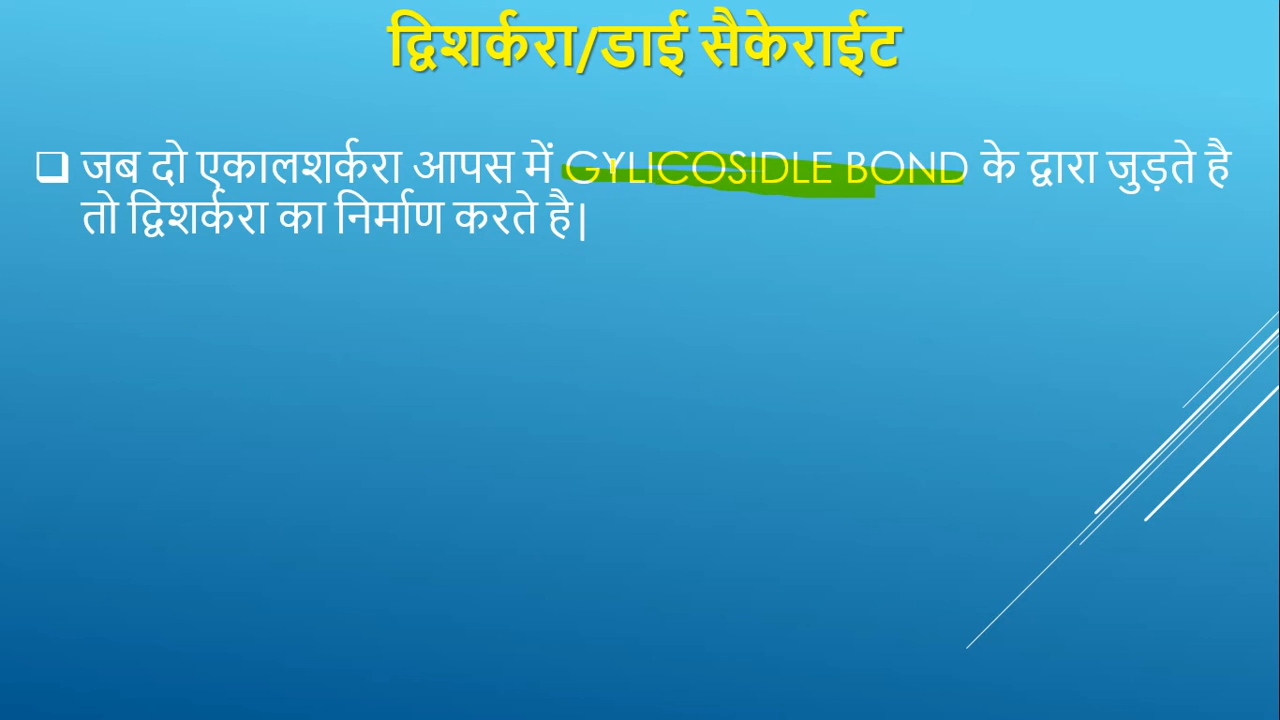 द्विशर्करा/डाई सैकेराईट
जब दो एकालशर्करा आपस में GYLICOSIDLE BOND के द्वारा जुड़ते है
तो द्विशर्करा का निर्माण करते है|